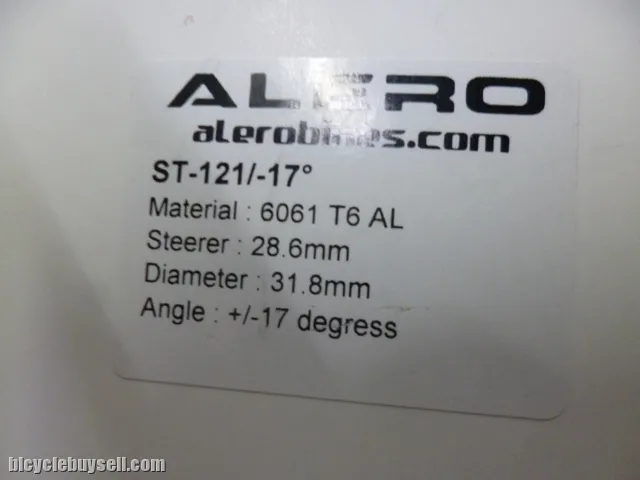 ALERO
alerobikes.com
ST-121/-17°
Material : 6061 T6 AL
Steerer : 28.6mm
Diameter : 31.8mm
Angle : +/-17 degress
bicyclebuysell.com